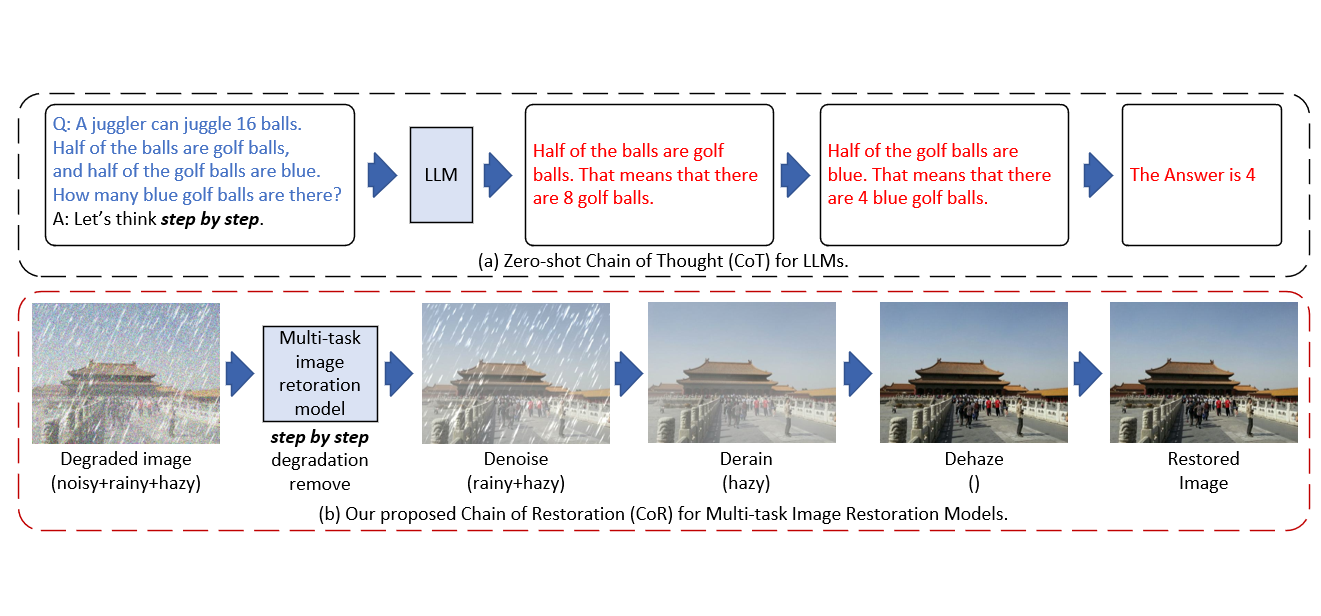 Q: A juggler can juggle 16 balls.
Half of the balls are golf balls,
and half of the golf balls are blue.
How many blue golf balls are there?
A: Let's think step by step.
LLM
Half of the balls are golf
balls. That means that there
are 8 golf balls.
Half of the golf balls are
blue. That means that there
are 4 blue golf balls.
The Answer is 4
(a) Zero-shot Chain of Thought (CoT) for LLMs.
Degraded image
(noisy+rainy+hazy)
Multi-task
image
retoration
model
step by step
degradation
remove
Denoise
(rainy+hazy)
Derain
(hazy)
Dehaze
()
Restored
Image
(b) Our proposed Chain of Restoration (CoR) for Multi-task Image Restoration Models.